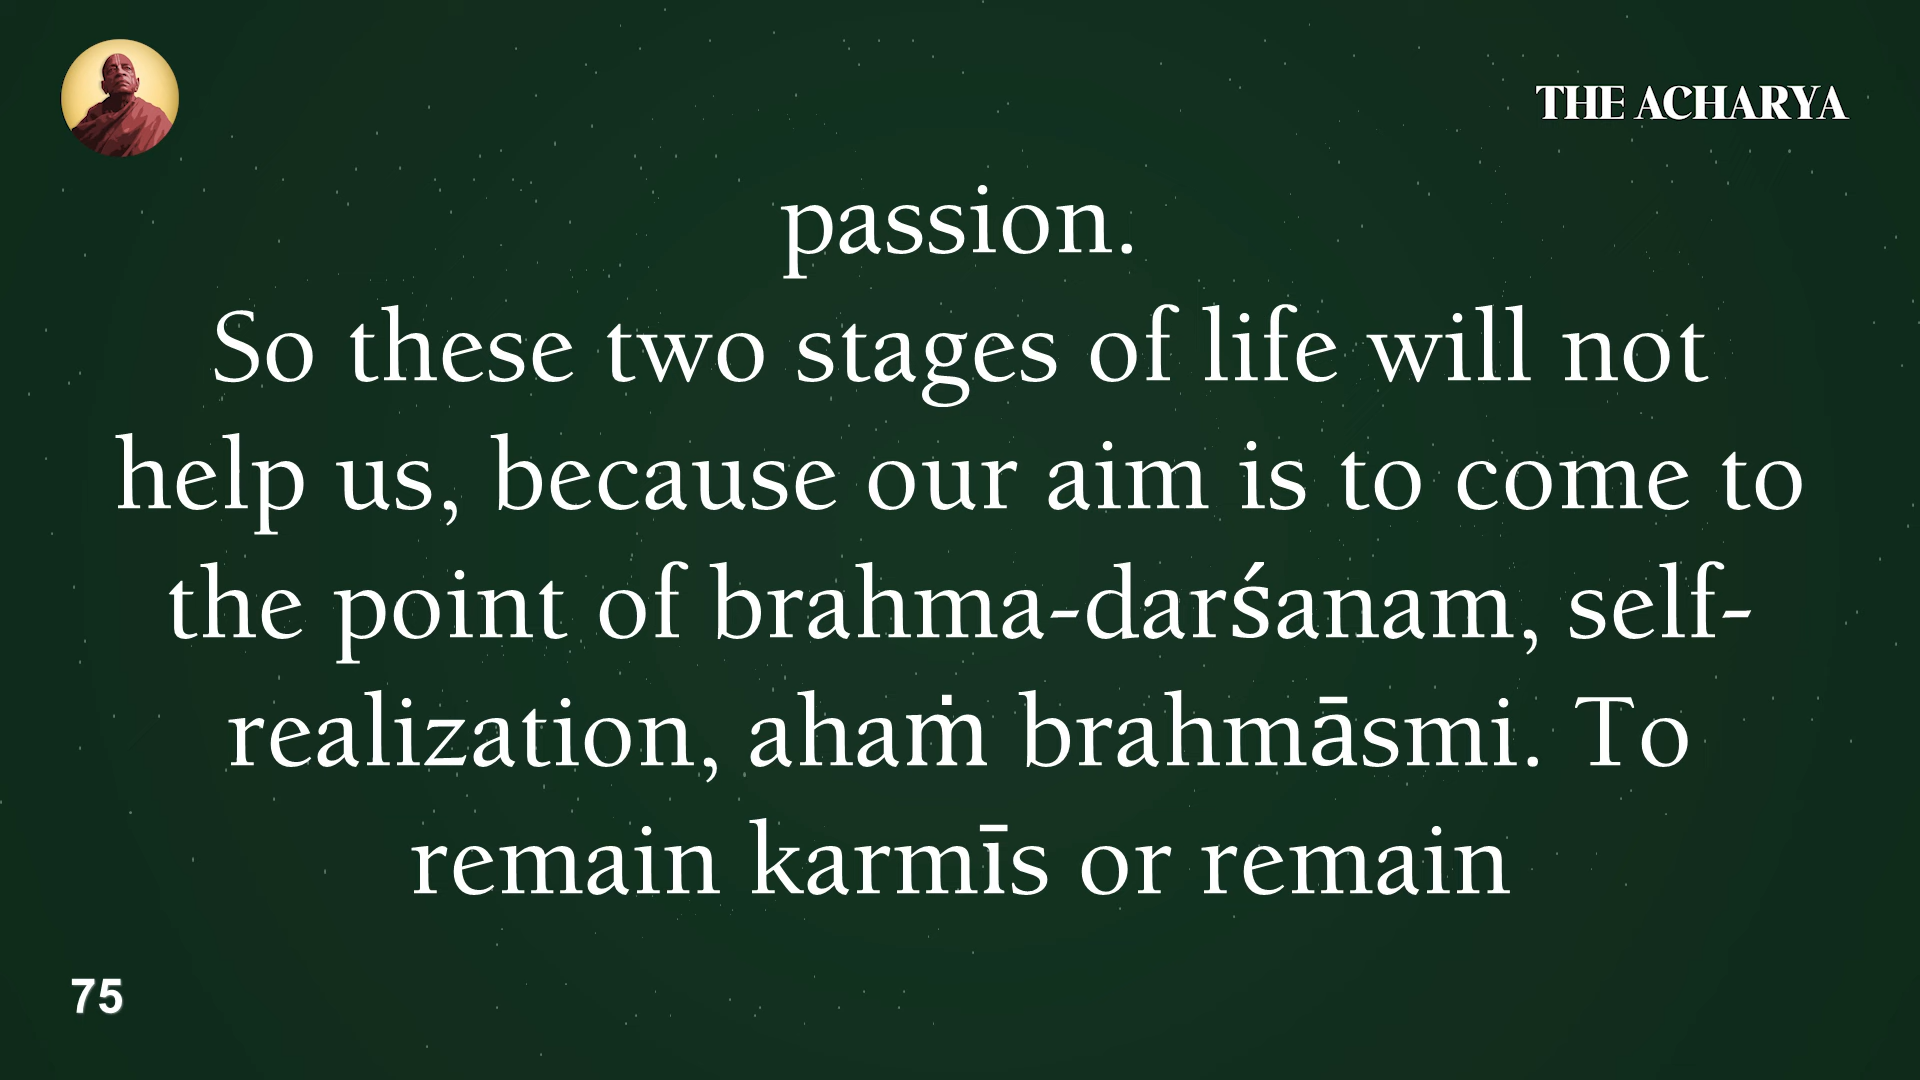 THE ACHARYA
passion.
So these two stages of life will not
help us, because our aim is to come to
the point of brahma-darśanam, self-
realization, ahaṁ brahmāsmi. To
remain karmīs or remain
75